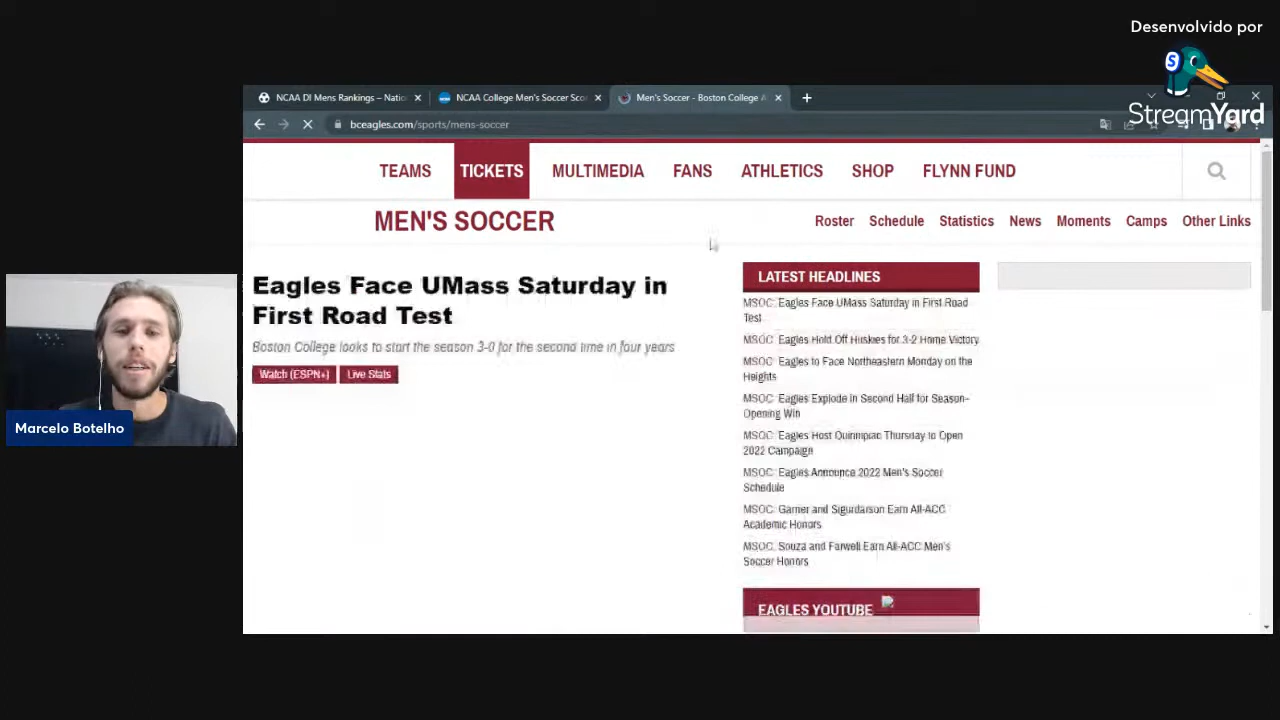 Desenvolvido por
StreamYard
NCAA DI Mens Rankings – Natio
NCAA College Men's Soccer Sco
Men's Soccer - Boston College A
bceagles.com/sports/mens-soccer
TEAMS TICKETS MULTIMEDIA FANS ATHLETICS SHOP FLYNN FUND
MEN'S SOCCER
Roster Schedule Statistics News Moments Camps Other Links
Eagles Face UMass Saturday in
First Road Test
Boston College looks to start the season 3-0 for the second time in four years
Watch (ESPN+) Live Stats
LATEST HEADLINES
MSOC: Eagles Face UMass Saturday in First Road
Test
MSOC: Eagles Hold Off Huskies for 3-2 Home Victory
MSOC: Eagles to Face Northeastern Monday on the
Heights
MSOC: Eagles Explode in Second Half for Season-
Opening Win
MSOC: Eagles Host Quinnipiac Thursday to Open
2022 Campaign
MSOC: Eagles Announce 2022 Men's Soccer
Schedule
MSOC: Garner and Sigurdarson Earn All-ACC
Academic Honors
MSOC: Souza and Farwell Earn All-ACC Men's
Soccer Honors
EAGLES YOUTUBE
Marcelo Botelho